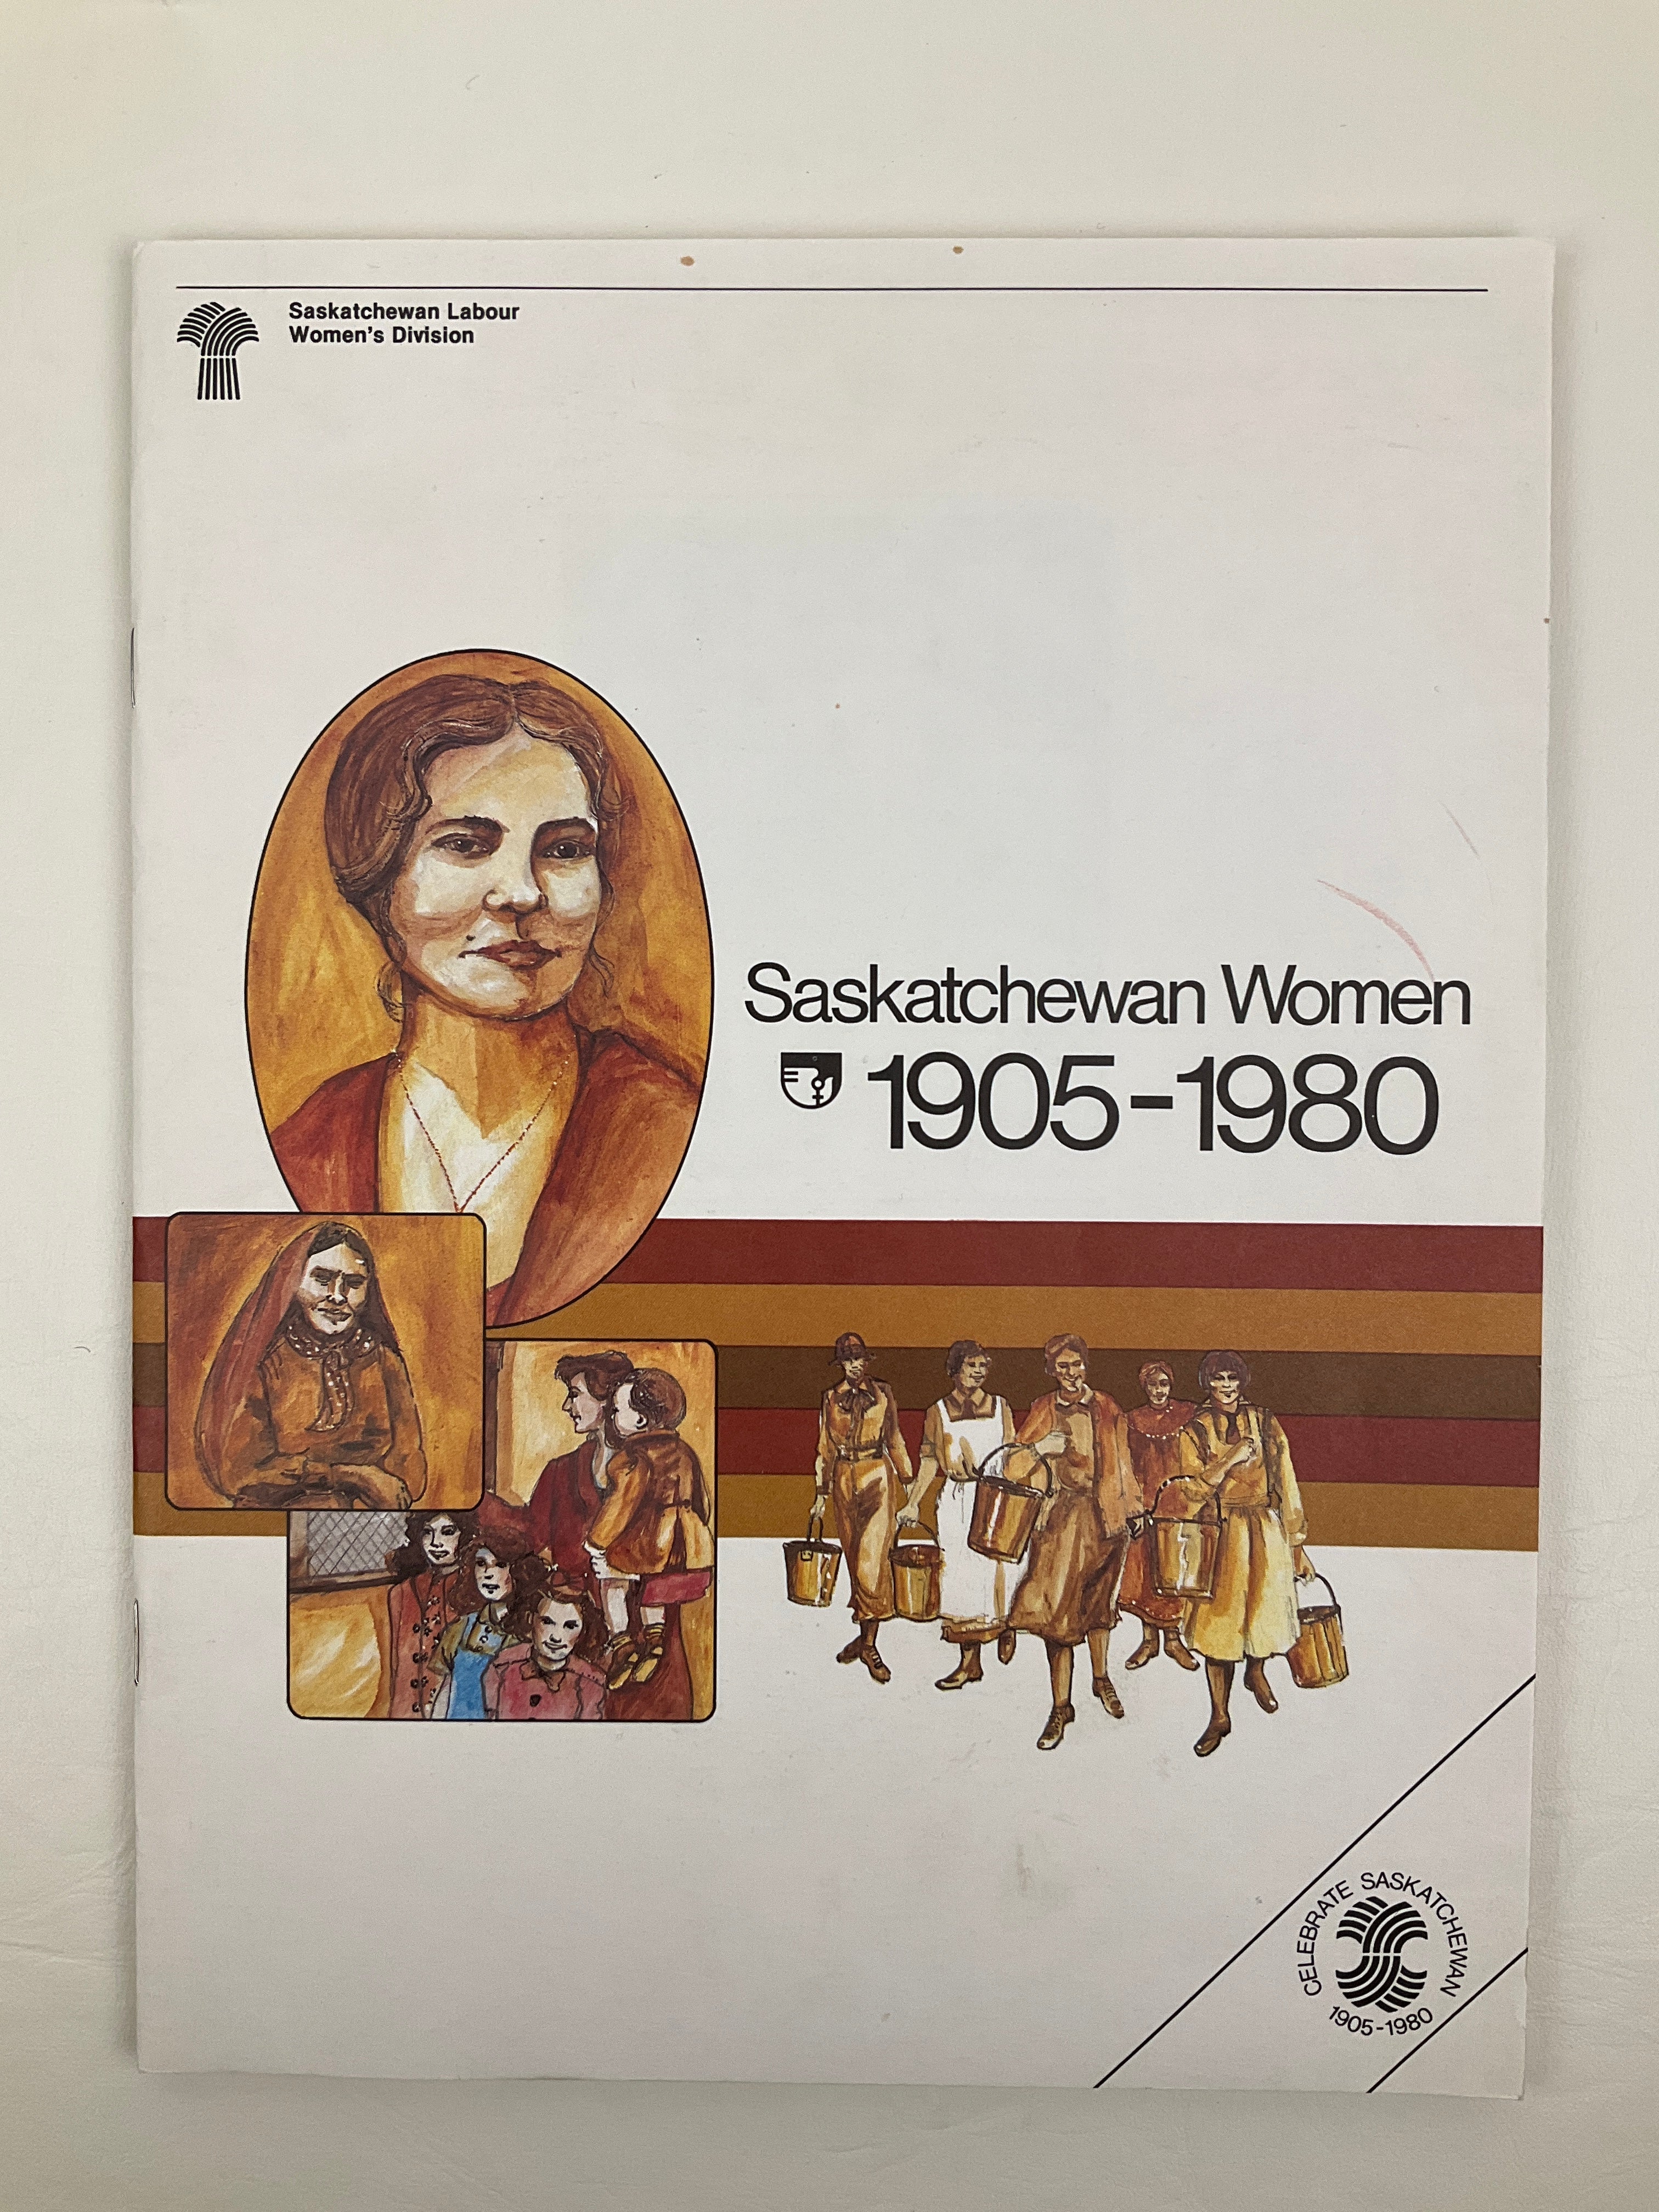 Saskatchewan Labour
Women's Division
Saskatchewan Women
1905-1980
CELEBRATE SASKATCHEWAN
1905-1980